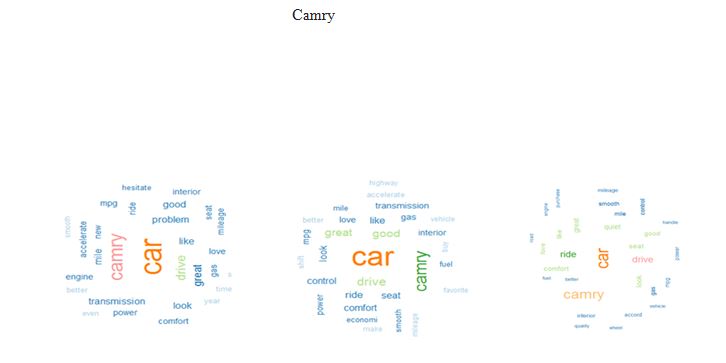 Camry
hesitate
interior
mpg
ride
good
seat
mileage
smooth
accelerate
new
mile
problem
camry
car
like
love
drive
great
gas
s
engine
time
better
transmission
look
year
even
power
comfort
highway
accelerate
mile
transmission
better
love
like
gas
vehicle
mpg
great
good
interior
look
shift
car
camry
buy
fuel
control
drive
favorite
power
ride
seat
comfort
economi
smooth
make
mileage
mileage
purchase
engine
smooth
mile
control
like
great
quiet
handle
good
road
love
ride
car
seat
drive
power
comfort
look
fuel
better
gas
mpg
camry
vehicle
interior
accord
quality
wheel